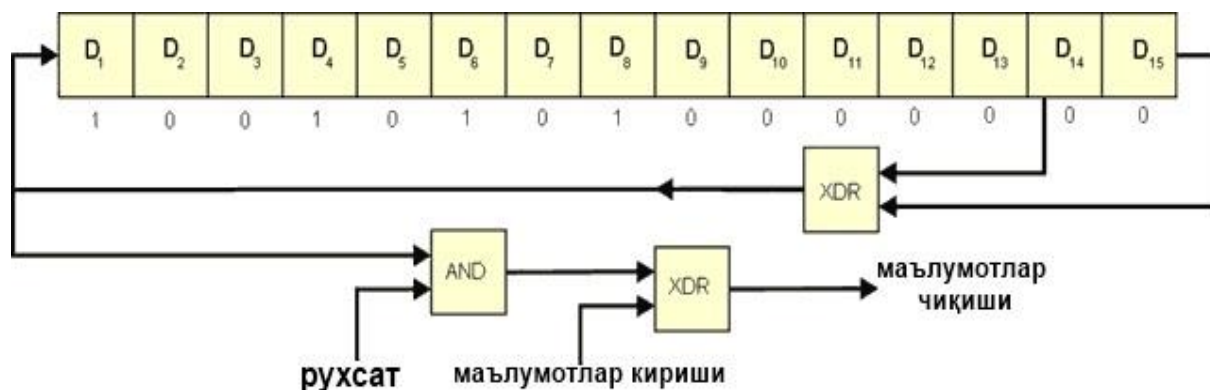 D1 D2 D3 D4 D5 D6 D7 D8 D9 D10 D11 D12 D13 D14 D15
1 0 0 1 0 1 0 1 0 0 0 0 0 0 0
XDR
AND
XDR
маълумотлар
чиқиши
рухсат
маълумотлар кириши